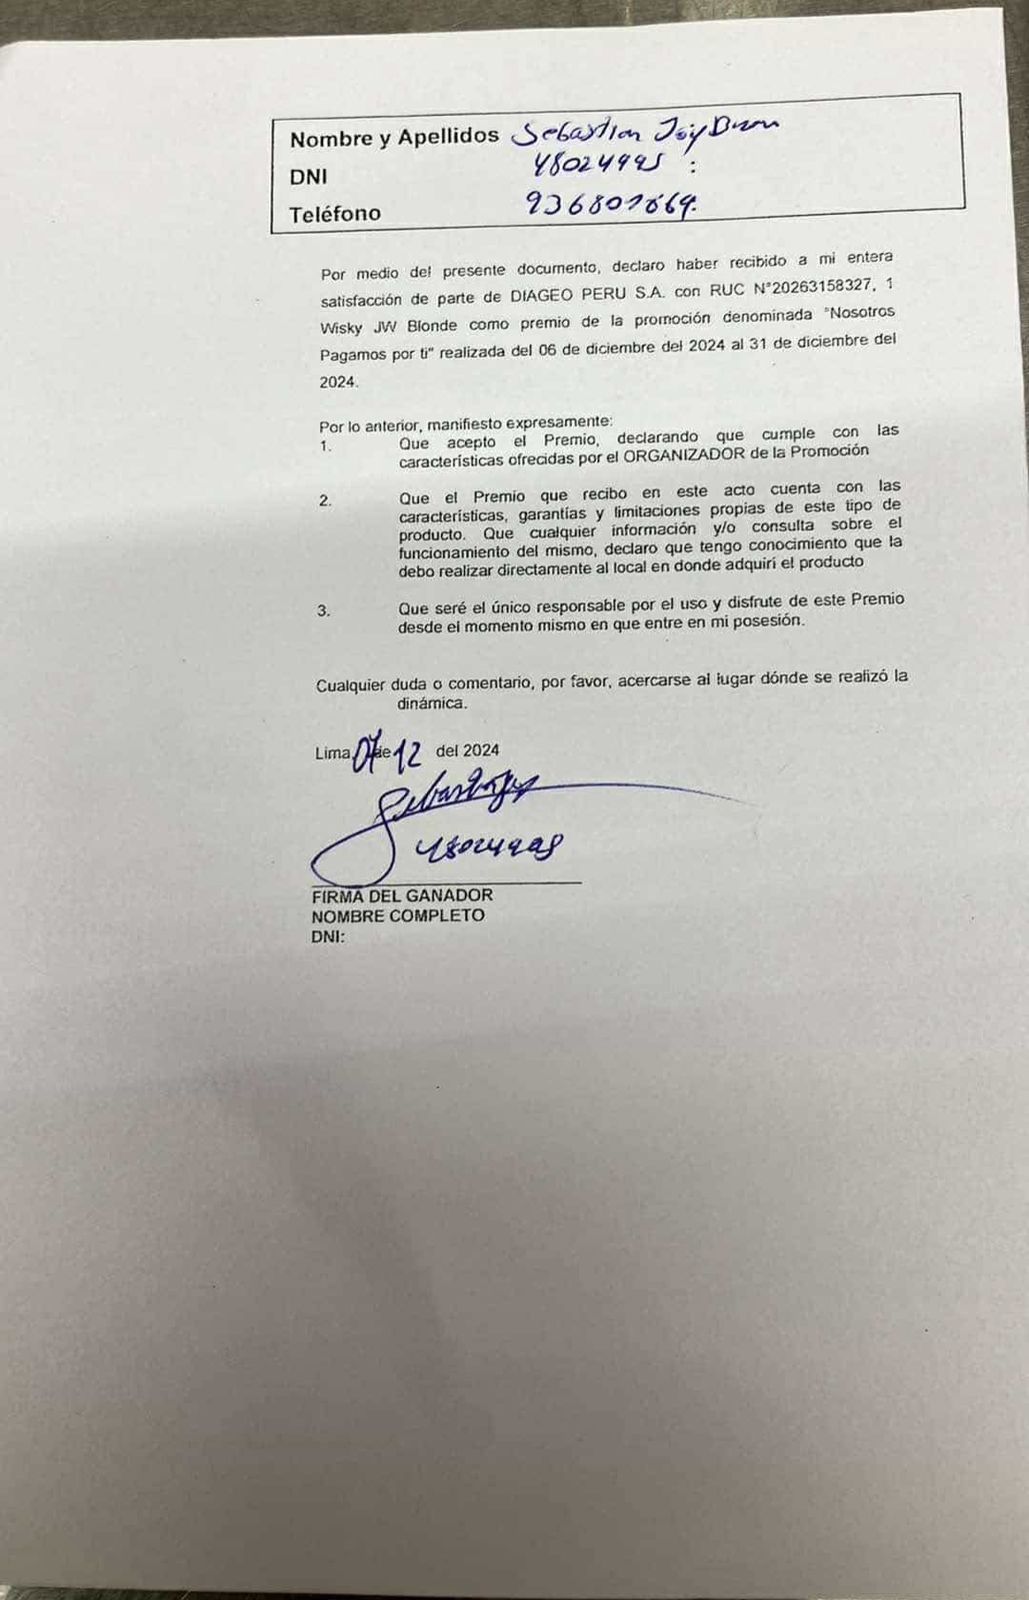 Nombre y Apellidos Sebastian
DNI
Teléfono
Por medio del presente documento, declaro haber recibido a mi entera
satisfacción de parte de DIAGEO PERU S.A. con RUC N°20263158327, 1
Wisky JW Blonde como premio de la promoción denominada "Nosotros
Pagamos por ti" realizada del 06 de diciembre del 2024 al 31 de diciembre del
2024.
Por lo anterior, manifiesto expresamente:
1. Que acepto el Premio, declarando que cumple con las
características ofrecidas por el ORGANIZADOR de la Promoción
2. Que el Premio que recibo en este acto cuenta con las
características, garantías y limitaciones propias de este tipo de
producto. Que cualquier información y/o consulta sobre el
funcionamiento del mismo, declaro que tengo conocimiento que la
debo realizar directamente al local en donde adquirí el producto
3. Que seré el único responsable por el uso y disfrute de este Premio
desde el momento mismo en que entre en mi posesión.
Cualquier duda o comentario, por favor, acercarse al lugar dónde se realizó la
dinámica.
Lima, 07 de 12 del 2024
FIRMA DEL GANADOR
NOMBRE COMPLETO
DNI: